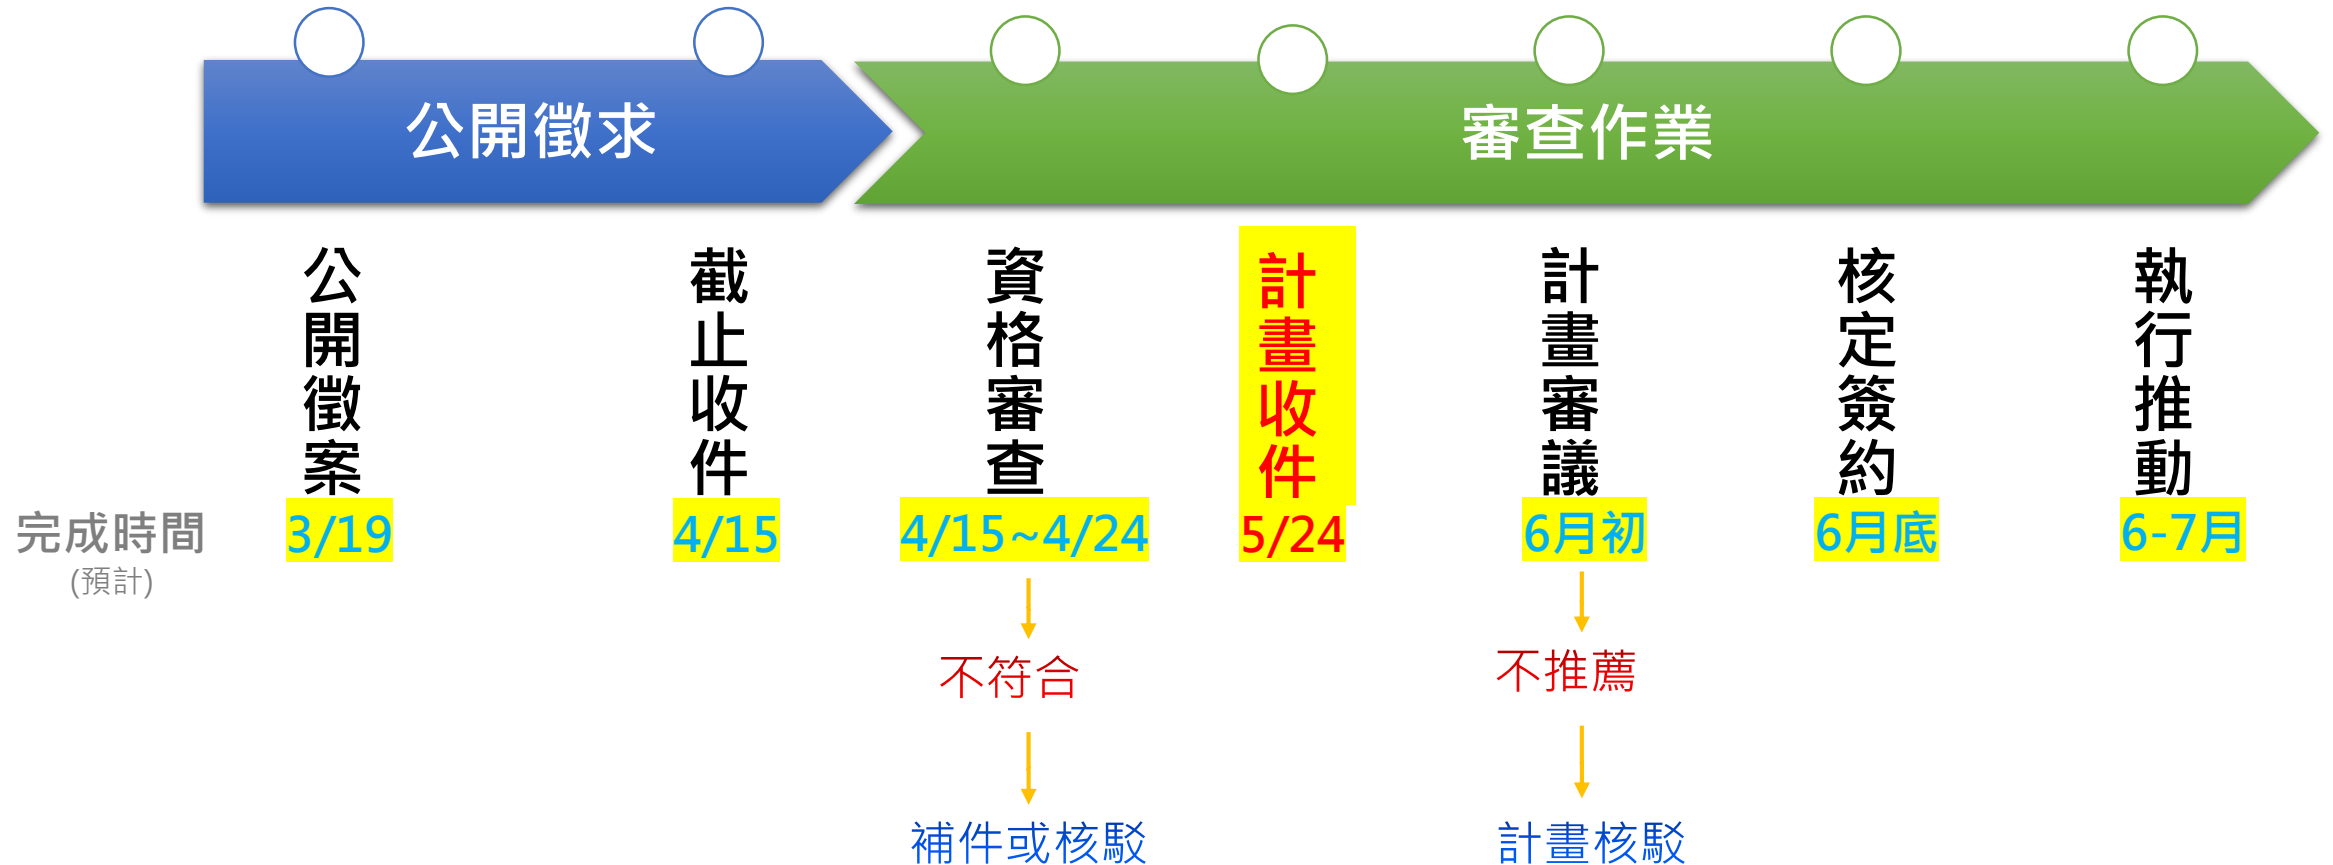 公開徵求
審查作業
公開徵案
截止收件
資格審查
計畫收件
計畫審議
核定簽約
執行推動
完成時間
(預計)
3/19
4/15
4/15~4/24
5/24
6月初
6月底
6-7月
不符合
不推薦
補件或核駁
計畫核駁